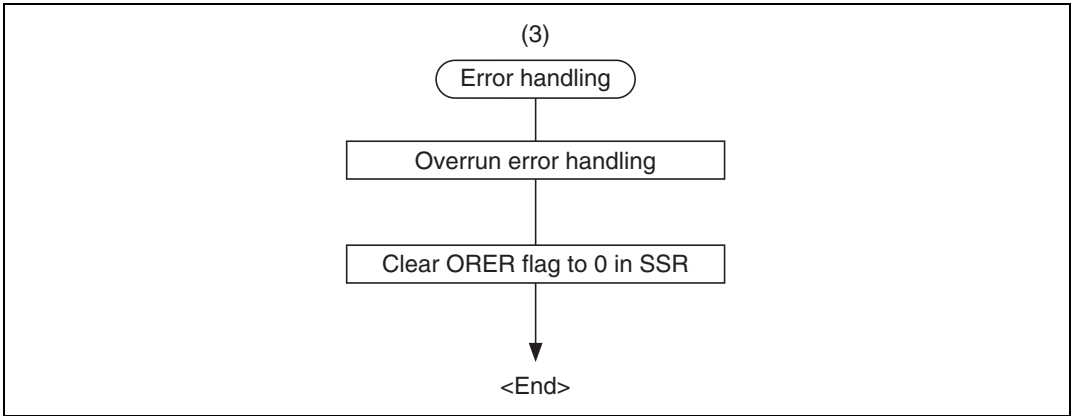 (3)
Error handling
Overrun error handling
Clear ORER flag to 0 in SSR
<End>